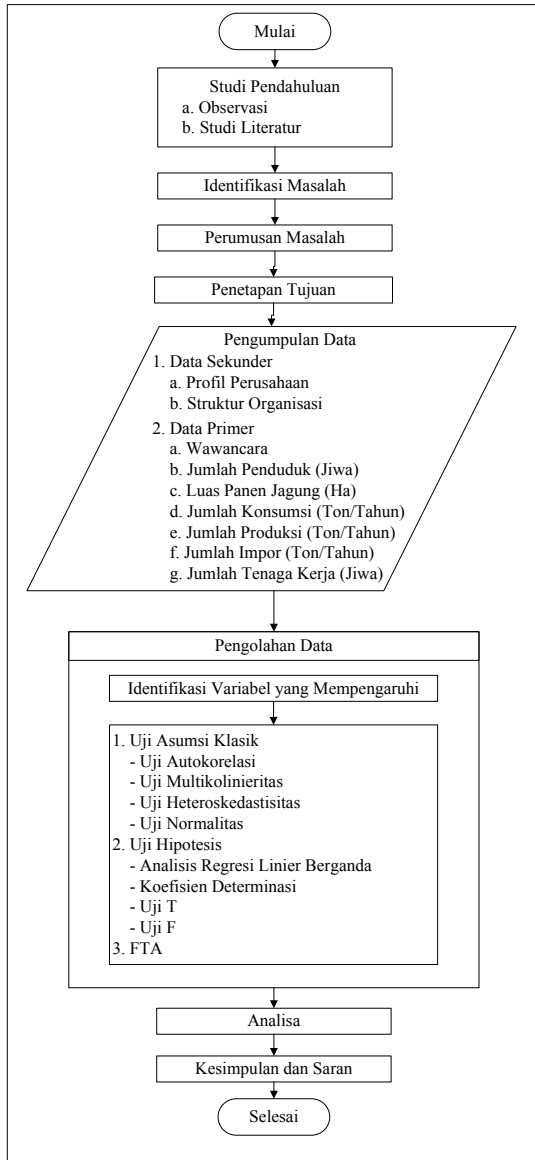 Mulai
Studi Pendahuluan
a. Observasi
b. Studi Literatur
Identifikasi Masalah
Perumusan Masalah
Penetapan Tujuan
Pengumpulan Data
1. Data Sekunder
a. Profil Perusahaan
b. Struktur Organisasi
2. Data Primer
a. Wawancara
b. Jumlah Penduduk (Jiwa)
c. Luas Panen Jagung (Ha)
d. Jumlah Konsumsi (Ton/Tahun)
e. Jumlah Produksi (Ton/Tahun)
f. Jumlah Impor (Ton/Tahun)
g. Jumlah Tenaga Kerja (Jiwa)
Pengolahan Data
Identifikasi Variabel yang Mempengaruhi
1. Uji Asumsi Klasik
- Uji Autokorelasi
- Uji Multikolinieritas
- Uji Heteroskedastisitas
- Uji Normalitas
2. Uji Hipotesis
- Analisis Regresi Linier Berganda
- Koefisien Determinasi
- Uji T
- Uji F
3. FTA
Analisa
Kesimpulan dan Saran
Selesai